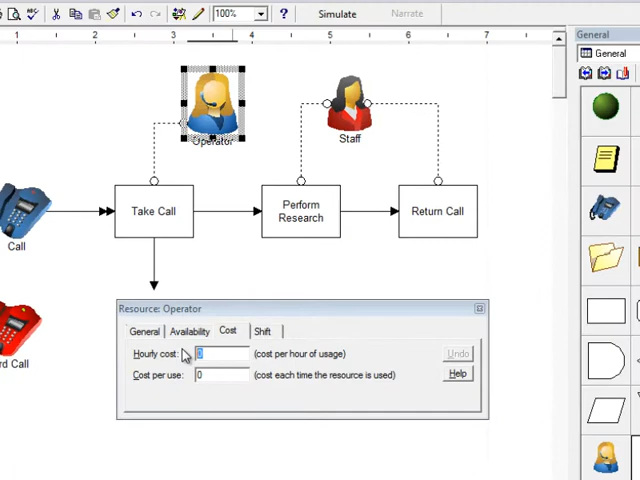 100%
?
Simulate
Narrate
General
1 2 3 4 5 6 7
General
Operator
Staff
Call
Take Call
Perform
Research
Return Call
Resource: Operator
General Availability Cost Shift
Hourly cost: 0 (cost per hour of usage) Undo
Cost per use: 0 (cost each time the resource is used) Help
rd Call